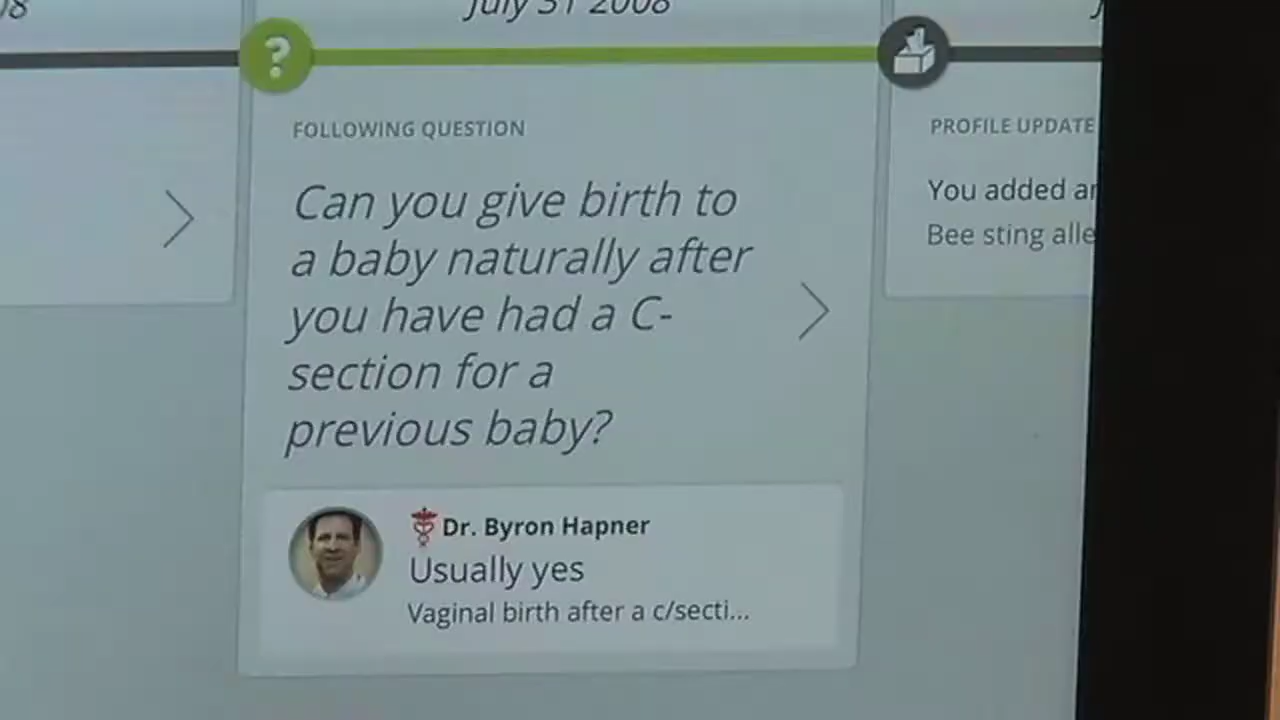 08
July 31 2008
?
FOLLOWING QUESTION
Can you give birth to
a baby naturally after
you have had a C-
section for a
previous baby?
Dr. Byron Hapner
Usually yes
Vaginal birth after a c/secti...
PROFILE UPDATE
You added
Bee sting